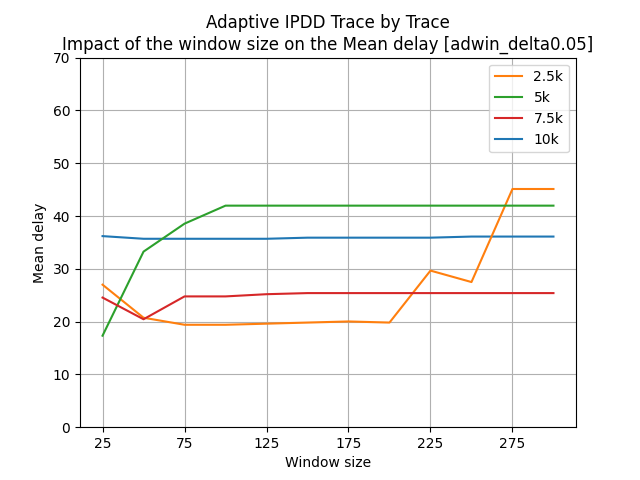 Adaptive IPDD Trace by Trace
Impact of the window size on the Mean delay [adwin_delta0.05]
70
60
50
40
30
20
10
0
Mean delay
2.5k
5k
7.5k
10k
25 75 125 175 225 275
Window size